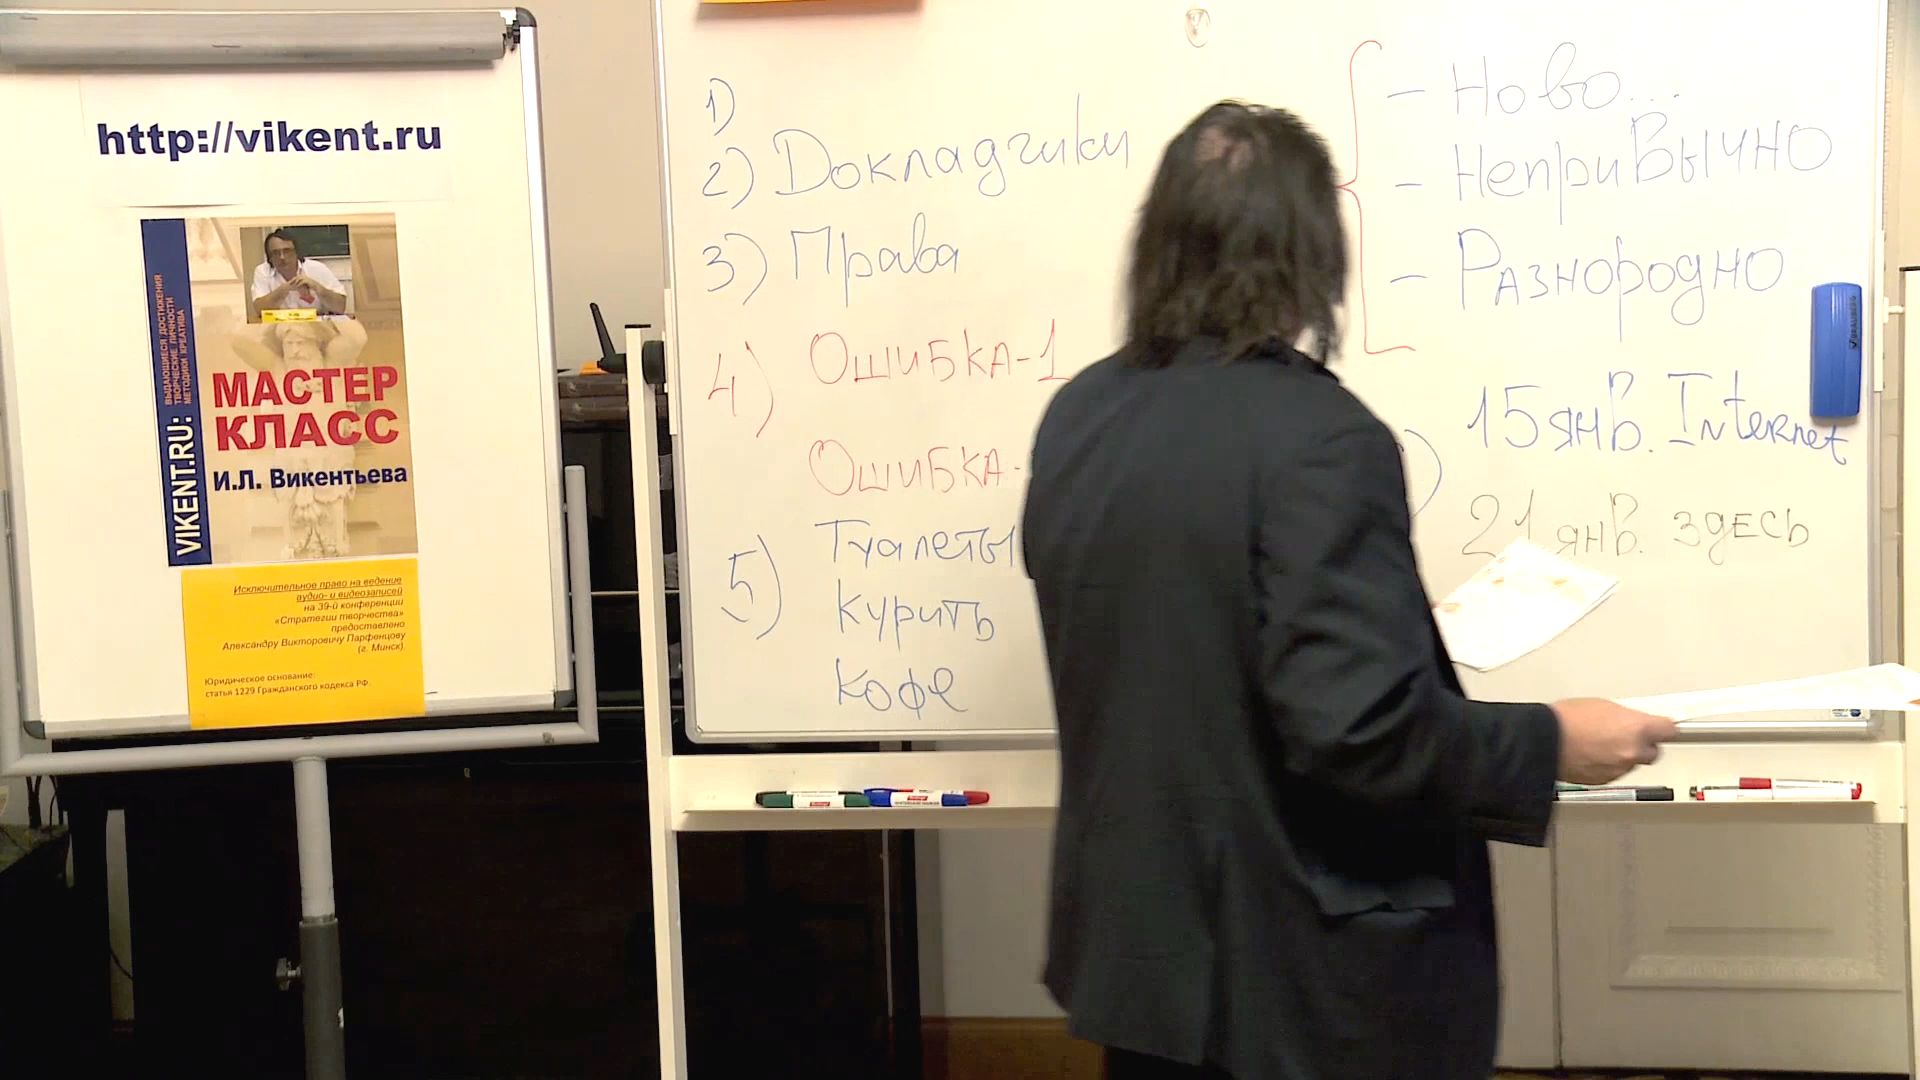 http://vikent.ru
VIKENT.RU:
ВЫДАЮЩИЕСЯ ДОСТИЖЕНИЯ
ТВОРЧЕСКИЕ ЛИЧНОСТИ
МЕТОДИКИ КРЕАТИВА
МАСТЕР
КЛАСС
И.Л. Викентьева
Исключительное право на ведение
аудио- и видеозаписей
на 39-й конференции
«Стратегии творчества»
предоставлено
Александру Викторовичу Парфенцову
(г. Минск).
Юридическое основание:
статья 1229 Гражданского кодекса РФ.
1)
2) Докладчики
3) Права
4) ОШИБКА-1
ОШИБКА-
5) Туалеты
Курить
Кофе
- Ново...
- НеприВЫЧНО
- РАЗНОРОДНО
)
15 янв. Internet
21 янв. здесь